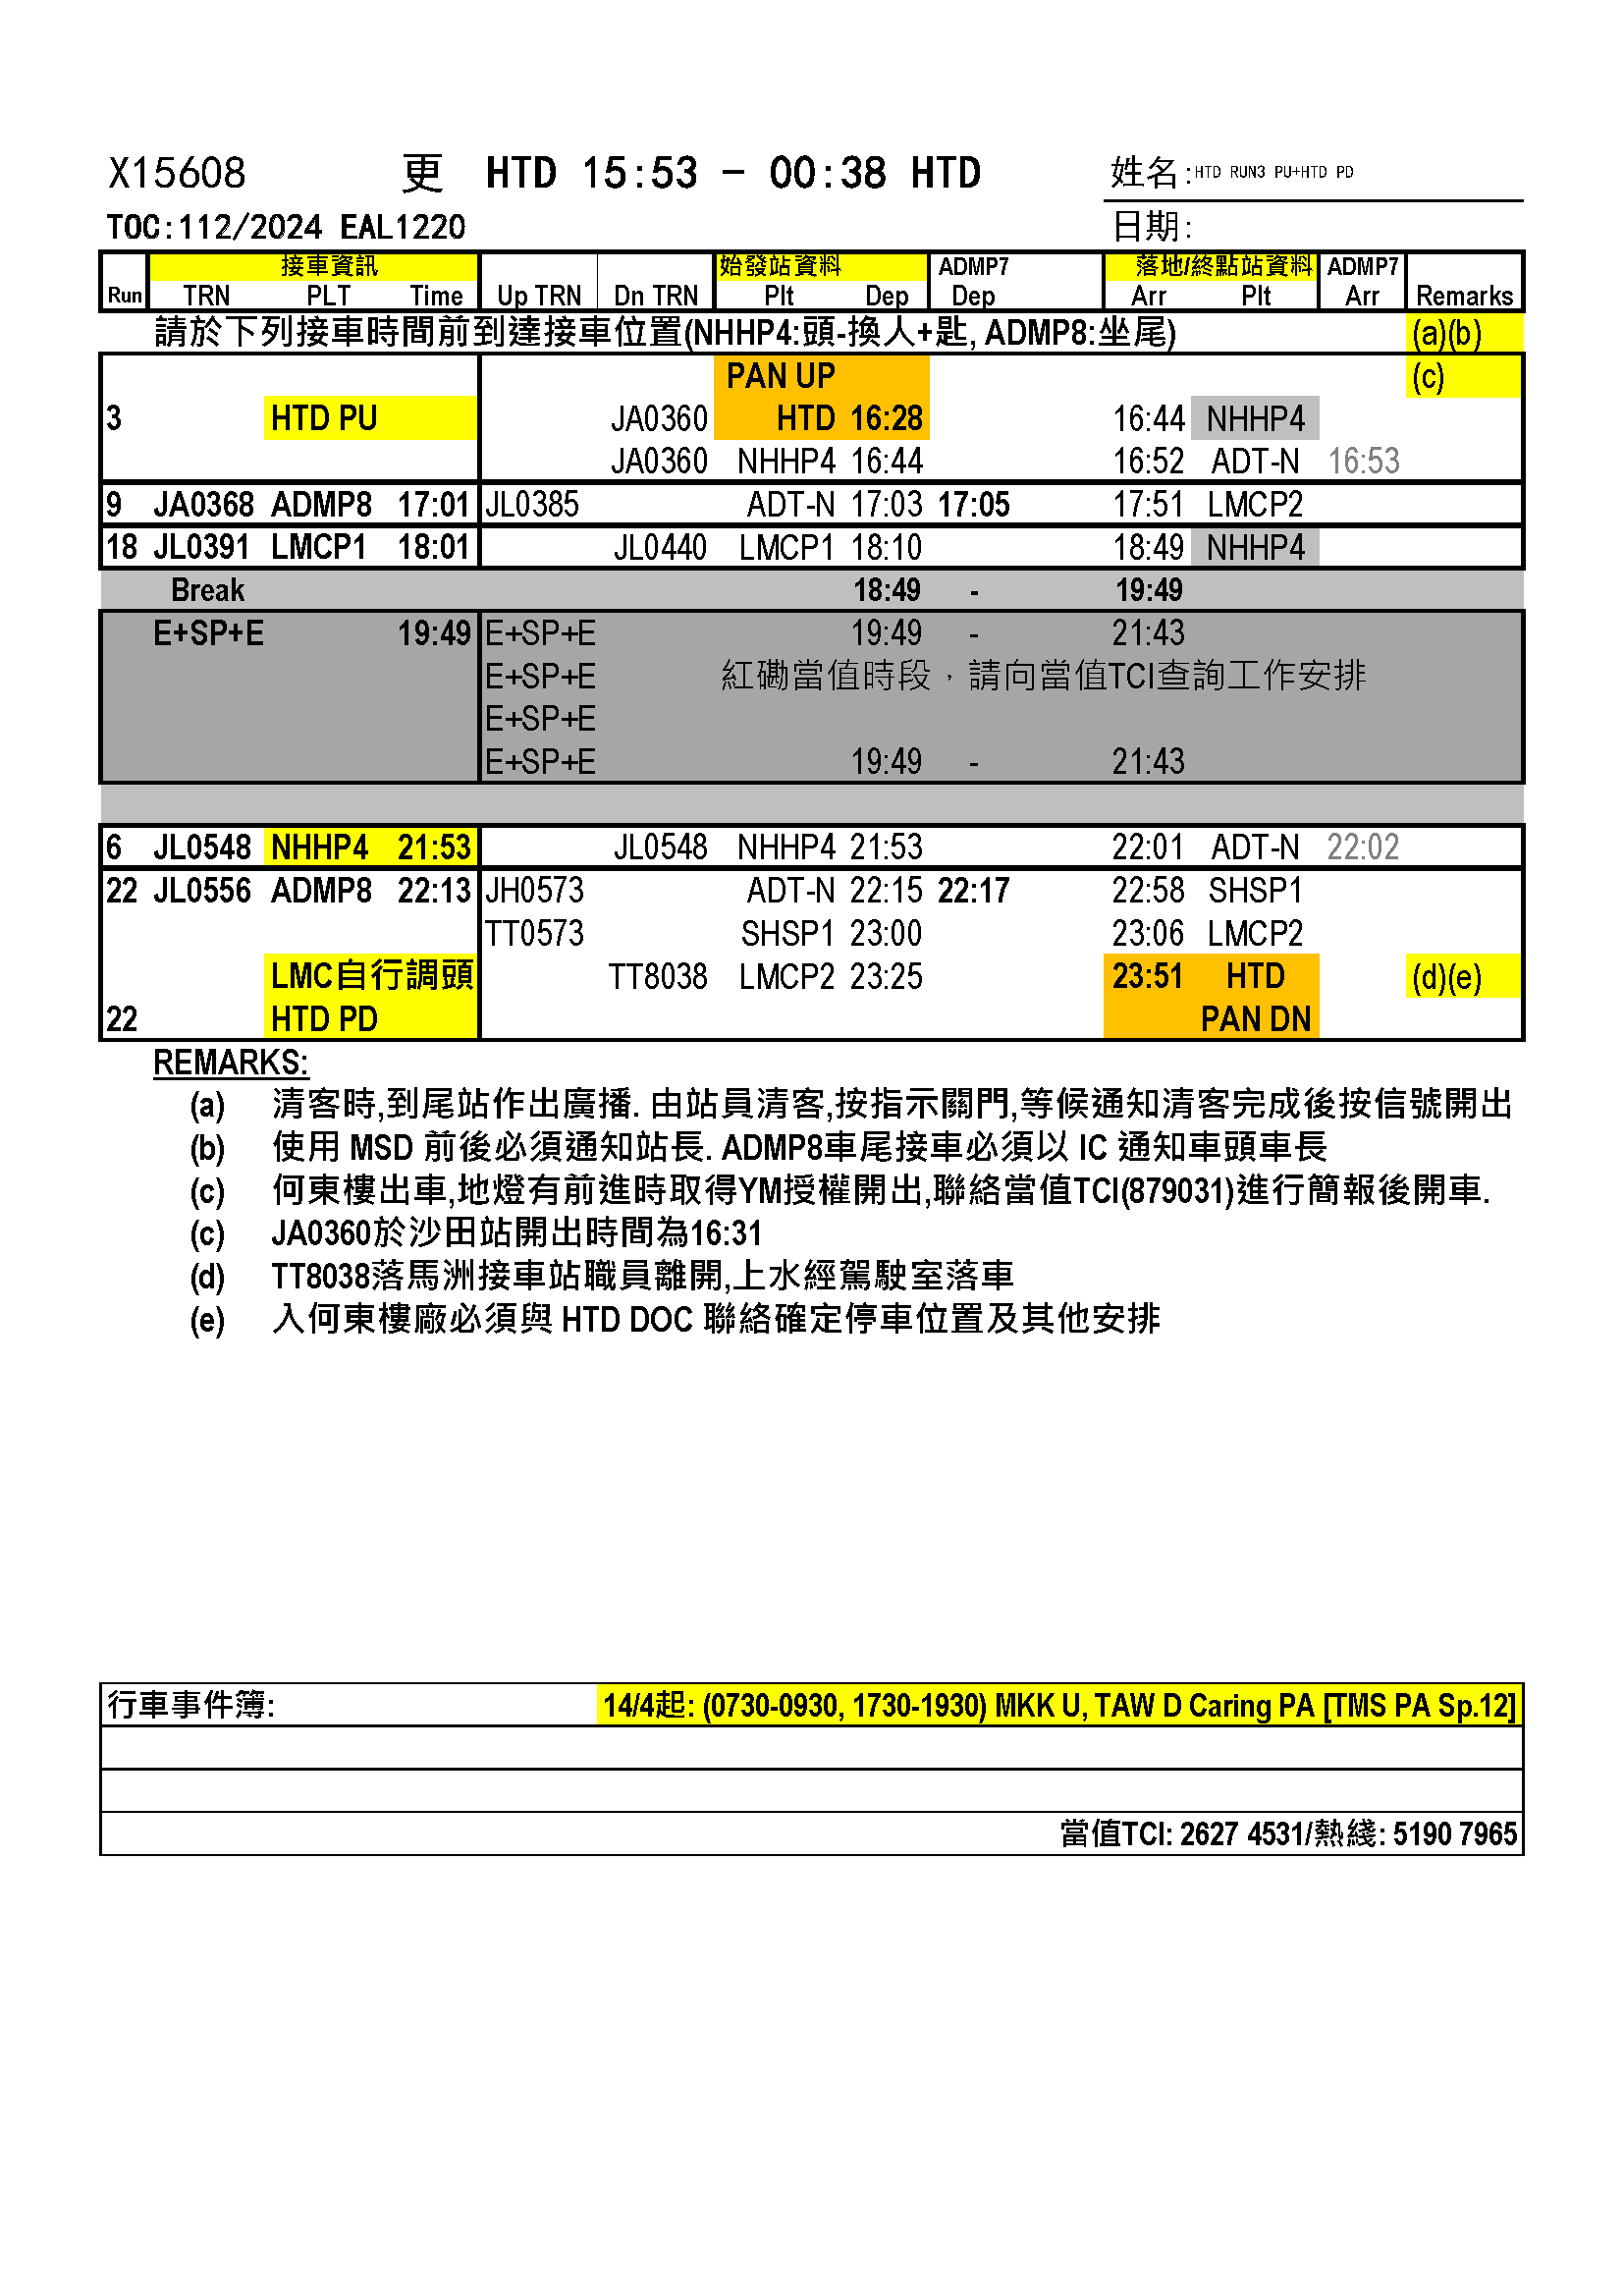 X15608 更 HTD 15:53 - 00:38 HTD 姓名:HTD RUN3 PU+HTD PD
TOC:112/2024 EAL1220 日期:
接車資訊 始發站資料 ADMP7 落地/終點站資料 ADMP7
Run TRN PLT Time Up TRN Dn TRN Plt Dep Dep Arr Plt Arr Remarks
請於下列接車時間前到達接車位置(NHHP4:頭-換人+匙, ADMP8:坐尾) (a)(b)
PAN UP (c)
3 HTD PU JA0360 HTD 16:28 16:44 NHHP4
JA0360 NHHP4 16:44 16:52 ADT-N 16:53
9 JA0368 ADMP8 17:01 JL0385 ADT-N 17:03 17:05 17:51 LMCP2
18 JL0391 LMCP1 18:01 JL0440 LMCP1 18:10 18:49 NHHP4
Break 18:49 - 19:49
E+SP+E 19:49 E+SP+E 19:49 - 21:43
E+SP+E 紅磡當值時段，請向當值TCI查詢工作安排
E+SP+E
E+SP+E 19:49 - 21:43
6 JL0548 NHHP4 21:53 JL0548 NHHP4 21:53 22:01 ADT-N 22:02
22 JL0556 ADMP8 22:13 JH0573 ADT-N 22:15 22:17 22:58 SHSP1
TT0573 SHSP1 23:00 23:06 LMCP2
LMC自行調頭 TT8038 LMCP2 23:25 23:51 HTD (d)(e)
22 HTD PD PAN DN
REMARKS:
(a) 清客時,到尾站作出廣播. 由站員清客,按指示關門,等候通知清客完成後按信號開出
(b) 使用 MSD 前後必須通知站長. ADMP8車尾接車必須以 IC 通知車頭車長
(c) 何東樓出車,地燈有前進時取得YM授權開出,聯絡當值TCI(879031)進行簡報後開車.
(c) JA0360於沙田站開出時間為16:31
(d) TT8038落馬洲接車站職員離開,上水經駕駛室落車
(e) 入何東樓廠必須與 HTD DOC 聯絡確定停車位置及其他安排
行車事件簿: 14/4起: (0730-0930, 1730-1930) MKK U, TAW D Caring PA [TMS PA Sp.12]
當值TCI: 2627 4531/熱綫: 5190 7965